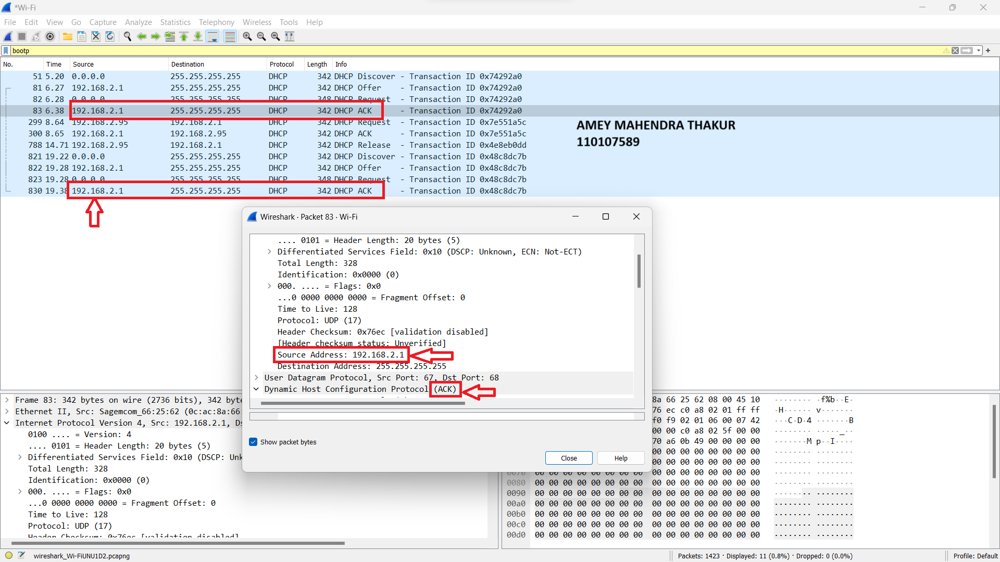 *Wi-Fi
File Edit View Go Capture Analyze Statistics Telephony Wireless Tools Help
bootp
No. Time Source Destination Protocol Length Info
51 5.20 0.0.0.0 255.255.255.255 DHCP 342 DHCP Discover - Transaction ID 0x74292a0
81 6.27 192.168.2.1 255.255.255.255 DHCP 342 DHCP Offer - Transaction ID 0x74292a0
82 6.28 0.0.0.0 255.255.255.255 DHCP 348 DHCP Request - Transaction ID 0x74292a0
83 6.38 192.168.2.1 255.255.255.255 DHCP 342 DHCP ACK - Transaction ID 0x74292a0
299 8.64 192.168.2.95 192.168.2.1 DHCP 342 DHCP Request - Transaction ID 0x7e551a5c
300 8.65 192.168.2.1 192.168.2.95 DHCP 342 DHCP ACK - Transaction ID 0x7e551a5c
788 14.71 192.168.2.95 192.168.2.1 DHCP 342 DHCP Release - Transaction ID 0x4e8eb0dd
821 19.22 0.0.0.0 255.255.255.255 DHCP 342 DHCP Discover - Transaction ID 0x48c8dc7b
822 19.28 192.168.2.1 255.255.255.255 DHCP 342 DHCP Offer - Transaction ID 0x48c8dc7b
823 19.28 0.0.0.0 255.255.255.255 DHCP 348 DHCP Request - Transaction ID 0x48c8dc7b
830 19.38 192.168.2.1 255.255.255.255 DHCP 342 DHCP ACK - Transaction ID 0x48c8dc7b
AMEY MAHENDRA THAKUR
110107589
Wireshark · Packet 83 · Wi-Fi
.... 0101 = Header Length: 20 bytes (5)
Differentiated Services Field: 0x10 (DSCP: Unknown, ECN: Not-ECT)
Total Length: 328
Identification: 0x0000 (0)
000. .... = Flags: 0x0
...0 0000 0000 0000 = Fragment Offset: 0
Time to Live: 128
Protocol: UDP (17)
Header Checksum: 0x76ec [validation disabled]
[Header checksum status: Unverified]
Source Address: 192.168.2.1
Destination Address: 255.255.255.255
User Datagram Protocol, Src Port: 67, Dst Port: 68
Dynamic Host Configuration Protocol (ACK)
Show packet bytes
Close Help
Frame 83: 342 bytes on wire (2736 bits), 342 byte
Ethernet II, Src: Sagemcom_66:25:62 (0c:ac:8a:66:
Internet Protocol Version 4, Src: 192.168.2.1, Ds
0100 .... = Version: 4
.... 0101 = Header Length: 20 bytes (5)
Differentiated Services Field: 0x10 (DSCP: Unk
Total Length: 328
Identification: 0x0000 (0)
000. .... = Flags: 0x0
...0 0000 0000 0000 = Fragment Offset: 0
Time to Live: 128
Protocol: UDP (17)
Header Checksum: 0x76ec [validation disabled]
8a 66 25 62 08 00 45 10 ········ ·f%b··E·
76 ec c0 a8 02 01 ff ff ·H······ v·······
f0 f9 02 01 06 00 07 42 ···C·D4· ·······B
00 00 c0 a8 02 5f 00 00 ········ ·····_··
70 a6 0b 49 00 00 00 00 ·······M p··I····
00 00 00 00 00 00 00 00 ········ ········
00 00 00 00 00 00 00 00 ········ ········
0070 00 00 00 00 00 00 00 00 00 00 00 00 00 00 00 00 ········ ········
0080 00 00 00 00 00 00 00 00 00 00 00 00 00 00 00 00 ········ ········
0090 00 00 00 00 00 00 00 00 00 00 00 00 00 00 00 00 ········ ········
00a0 00 00 00 00 00 00 00 00 00 00 00 00 00 00 00 00 ········ ········
00b0 00 00 00 00 00 00 00 00 00 00 00 00 00 00 00 00 ········ ········
00c0 00 00 00 00 00 00 00 00 00 00 00 00 00 00 00 00 ········ ········
00d0 00 00 00 00 00 00 00 00 00 00 00 00 00 00 00 00 ········ ········
wireshark_Wi-FiUNU1D2.pcapng
Packets: 1423 · Displayed: 11 (0.8%) · Dropped: 0 (0.0%)
Profile: Default